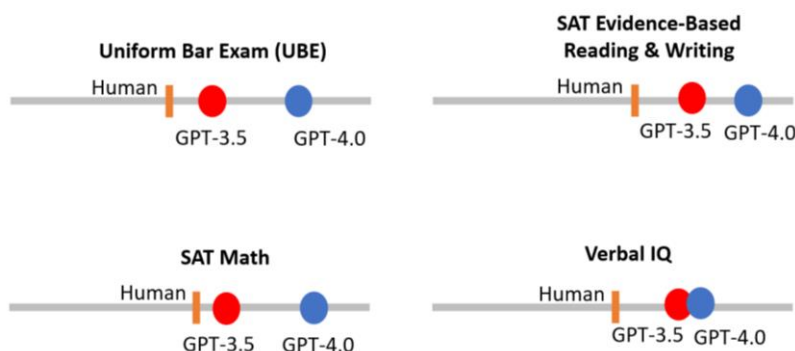 Uniform Bar Exam (UBE)
Human
GPT-3.5
GPT-4.0
SAT Evidence-Based
Reading & Writing
Human
GPT-3.5
GPT-4.0
SAT Math
Human
GPT-3.5
GPT-4.0
Verbal IQ
Human
GPT-3.5
GPT-4.0